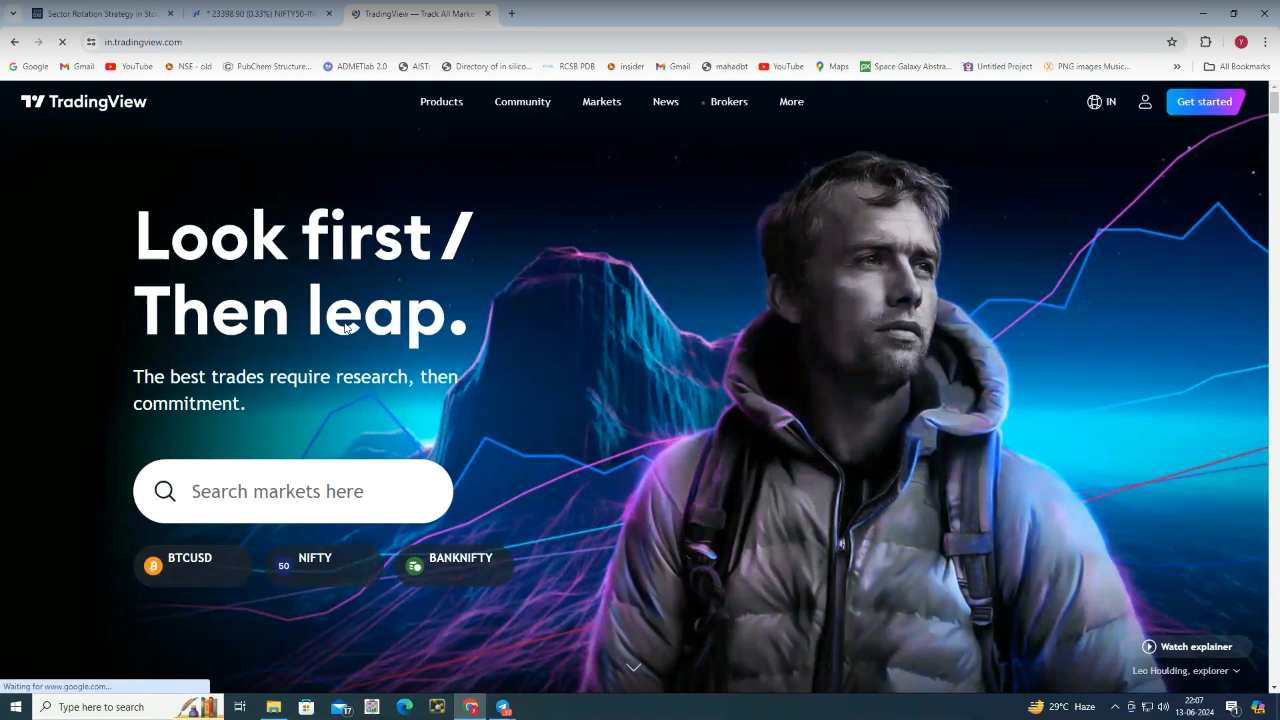 Sector Rotation Strategy in Sto
* 23398.90 (0.33%) NIFTY50-IN
TradingView — Track All Marke
in.tradingview.com
Google
Gmail
YouTube
NSE - old
PubChem Structure...
ADMETlab 2.0
AIST:
Directory of in silico...
RCSB PDB
insider
Gmail
mahadbt
YouTube
Maps
Space Galaxy Abstra...
Untitled Project
PNG images Music...
All Bookmarks
TradingView
Products
Community
Markets
News
Brokers
More
IN
Get started
Look first /
Then leap.
The best trades require research, then
commitment.
Search markets here
BTCUSD
50 NIFTY
BANKNIFTY
Watch explainer
Leo Houlding, explorer
Waiting for www.google.com...
Type here to search
17
29°C Haze
22:07
13-06-2024